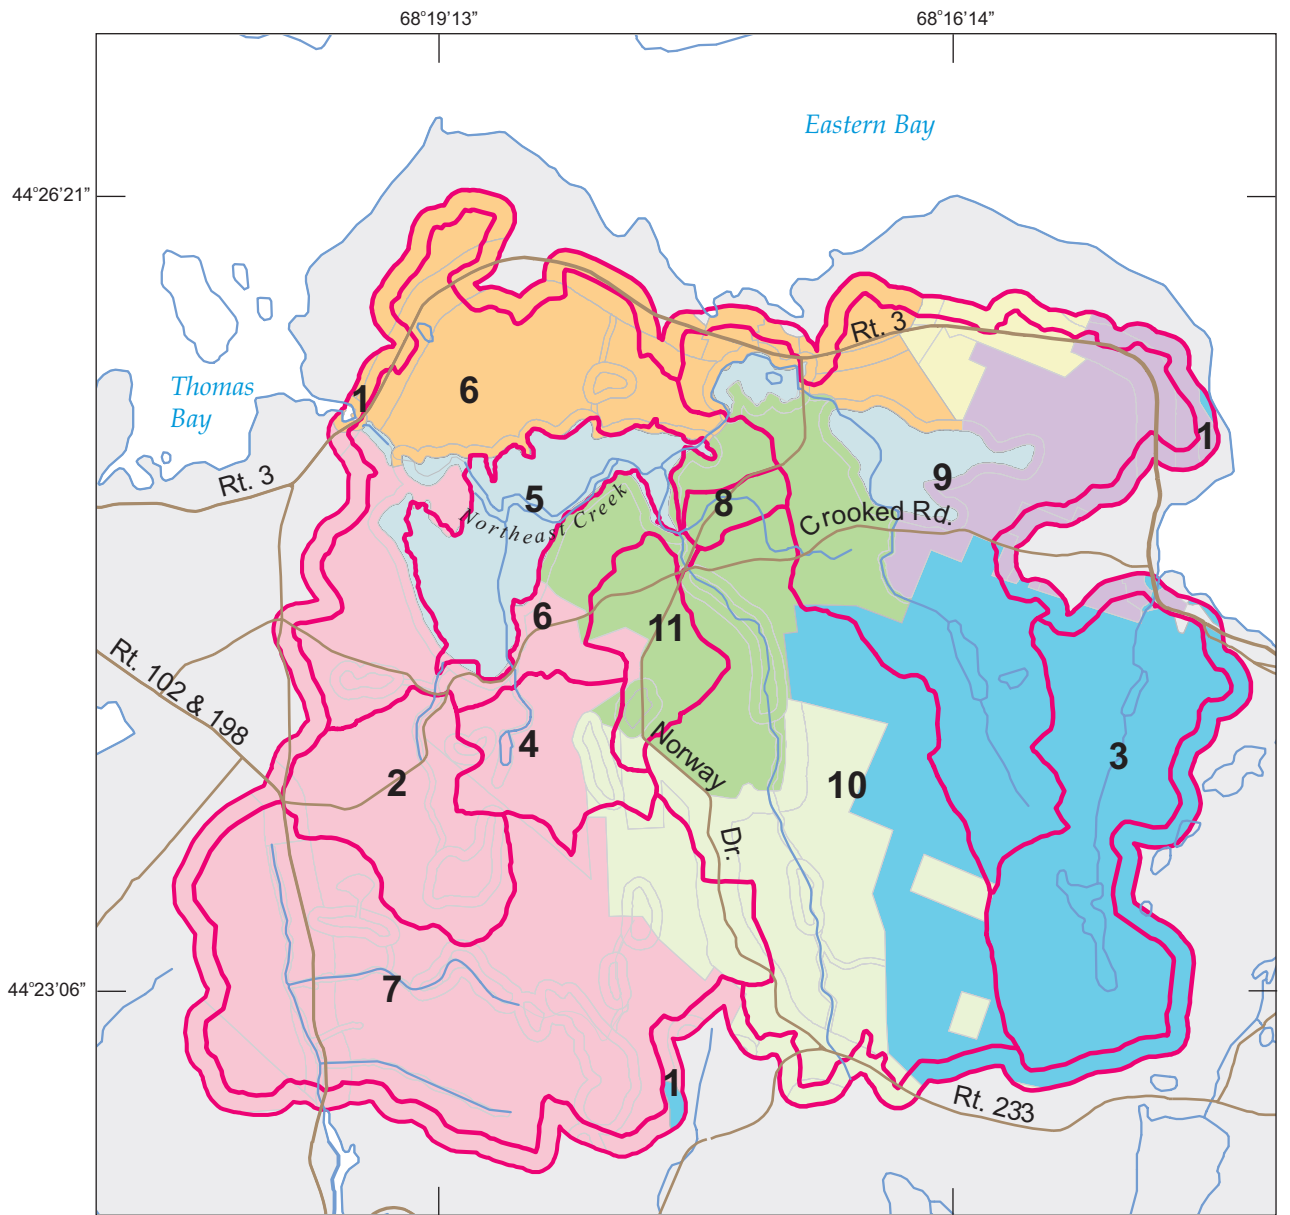 68°19'13"
68°16'14"
Eastern Bay
44°26'21"
Rt. 3
Thomas
Bay
6
1
1
Rt. 3
9
5
8
Northeast Creek
Crooked Rd.
6
11
Rt. 102 & 198
Norway
4
3
2
10
Dr.
7
44°23'06"
1
Rt. 233